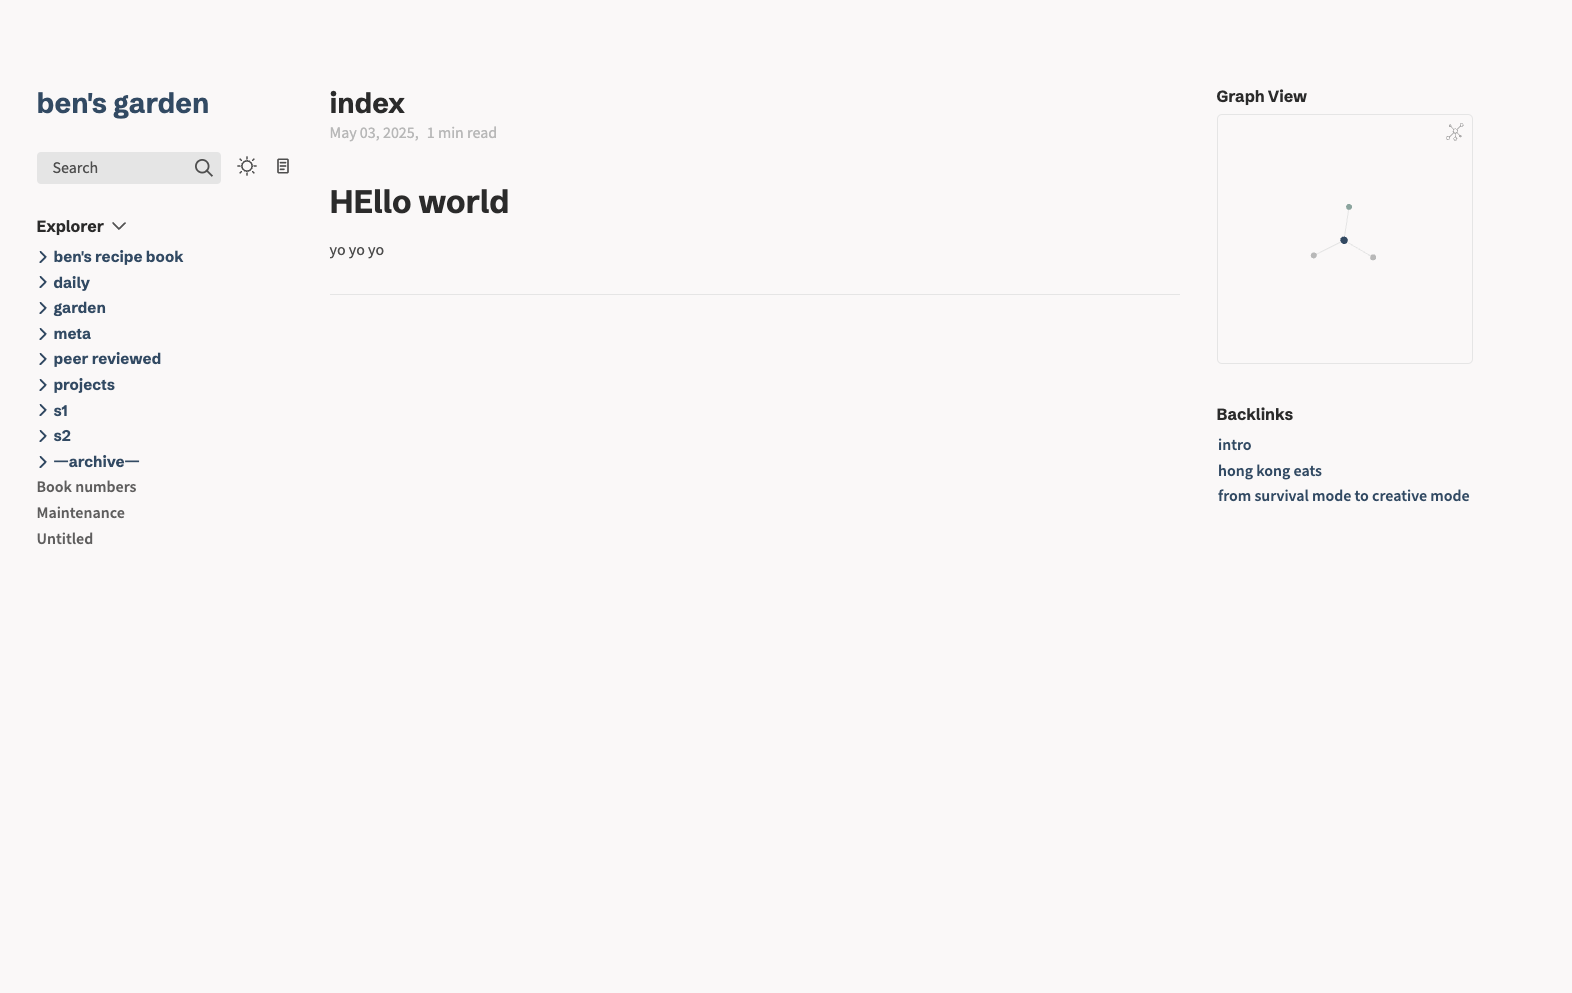 ben's garden
Search
Explorer
ben's recipe book
daily
garden
meta
peer reviewed
projects
s1
s2
—archive—
Book numbers
Maintenance
Untitled
index
May 03, 2025, 1 min read
HEllo world
yo yo yo
Graph View
Backlinks
intro
hong kong eats
from survival mode to creative mode